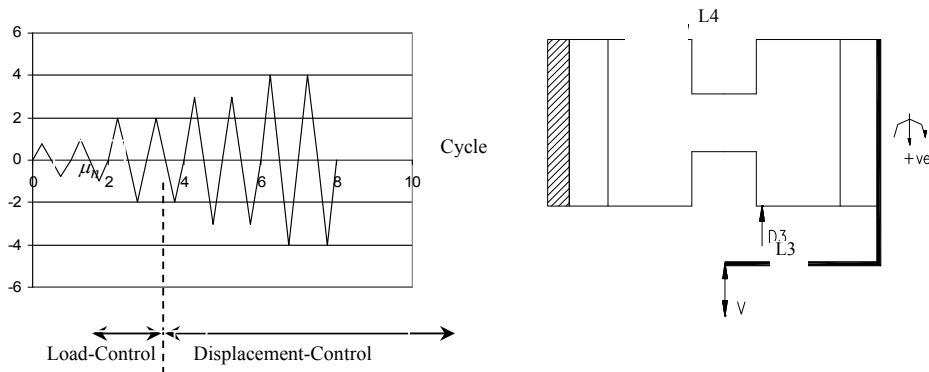 6
4
2
0
-2
-4
-6
0 2 4 6 8 10
μn
Cycle
Load-Control
Displacement-Control
L4
+ve
D3
L3
V